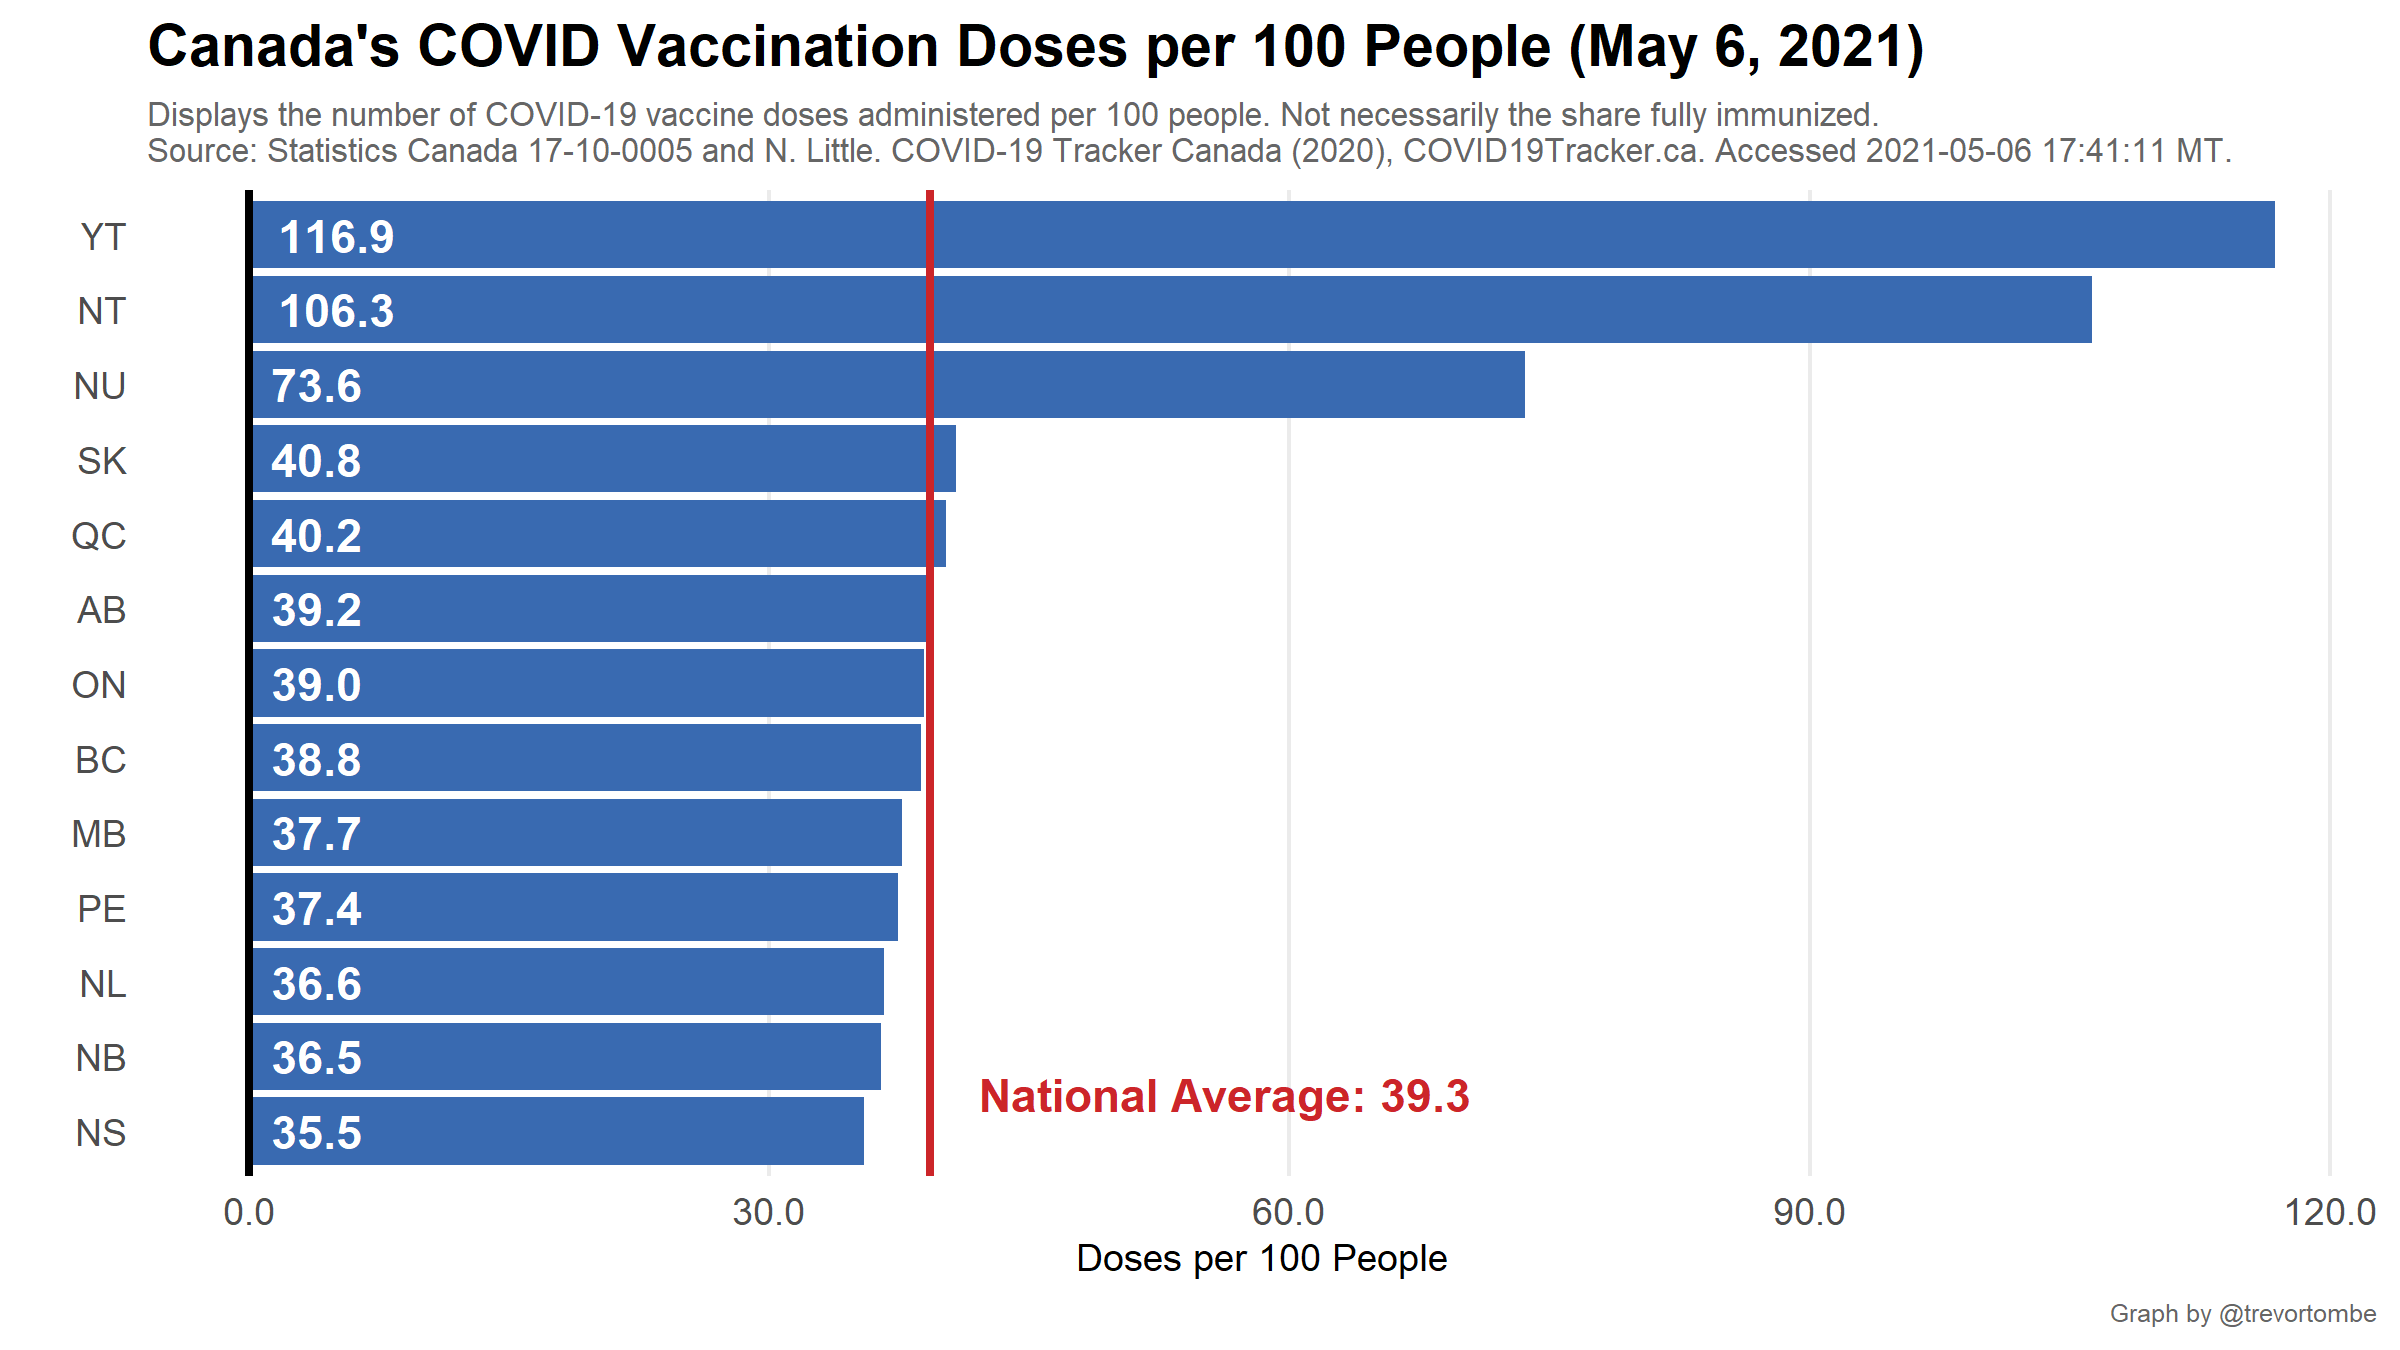 Canada's COVID Vaccination Doses per 100 People (May 6, 2021)
Displays the number of COVID-19 vaccine doses administered per 100 people. Not necessarily the share fully immunized.
Source: Statistics Canada 17-10-0005 and N. Little. COVID-19 Tracker Canada (2020), COVID19Tracker.ca. Accessed 2021-05-06 17:41:11 MT.
YT 116.9
NT 106.3
NU 73.6
SK 40.8
QC 40.2
AB 39.2
ON 39.0
BC 38.8
MB 37.7
PE 37.4
NL 36.6
NB 36.5
National Average: 39.3
NS 35.5
0.0 30.0 60.0 90.0 120.0
Doses per 100 People
Graph by @trevortombe